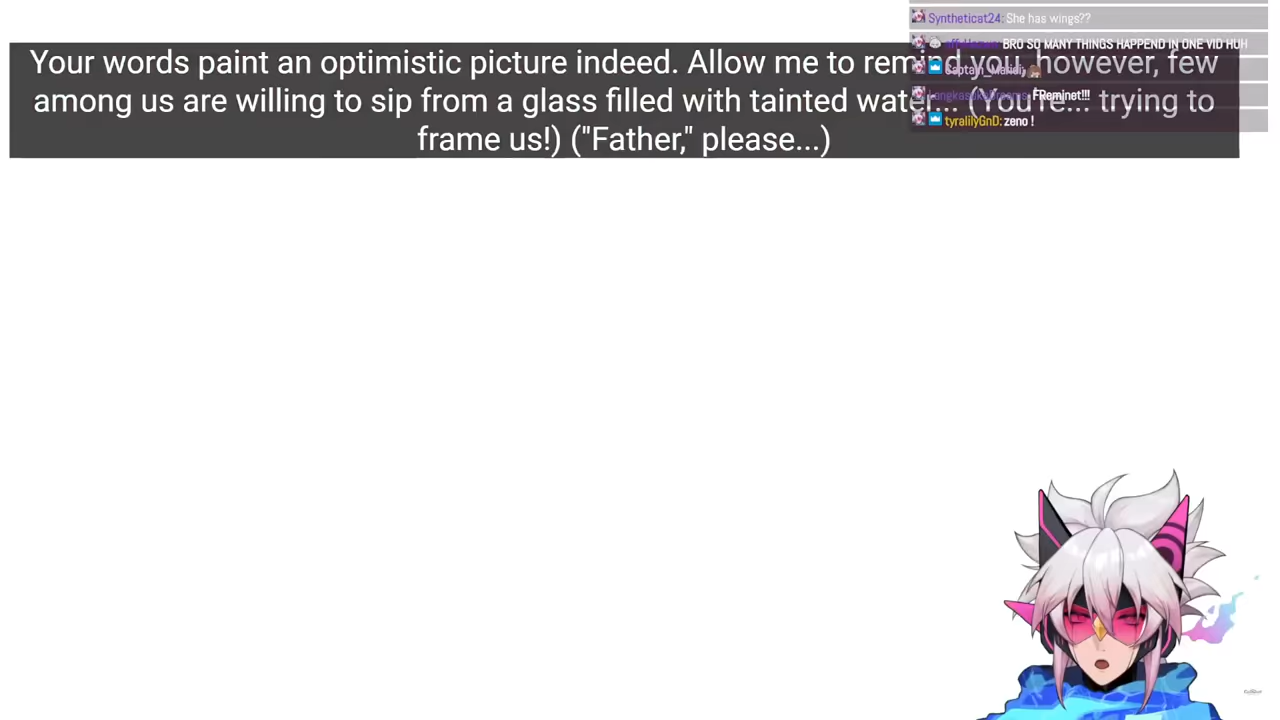 Syntheticat24: She has wings??
BRO SO MANY THINGS HAPPEND IN ONE VID HUH
Your words paint an optimistic picture indeed. Allow me to remind you, however, few
among us are willing to sip from a glass filled with tainted water... (You're... trying to
frame us!) ("Father," please...)
FReminet!!!
tyralilyGnD: zeno !